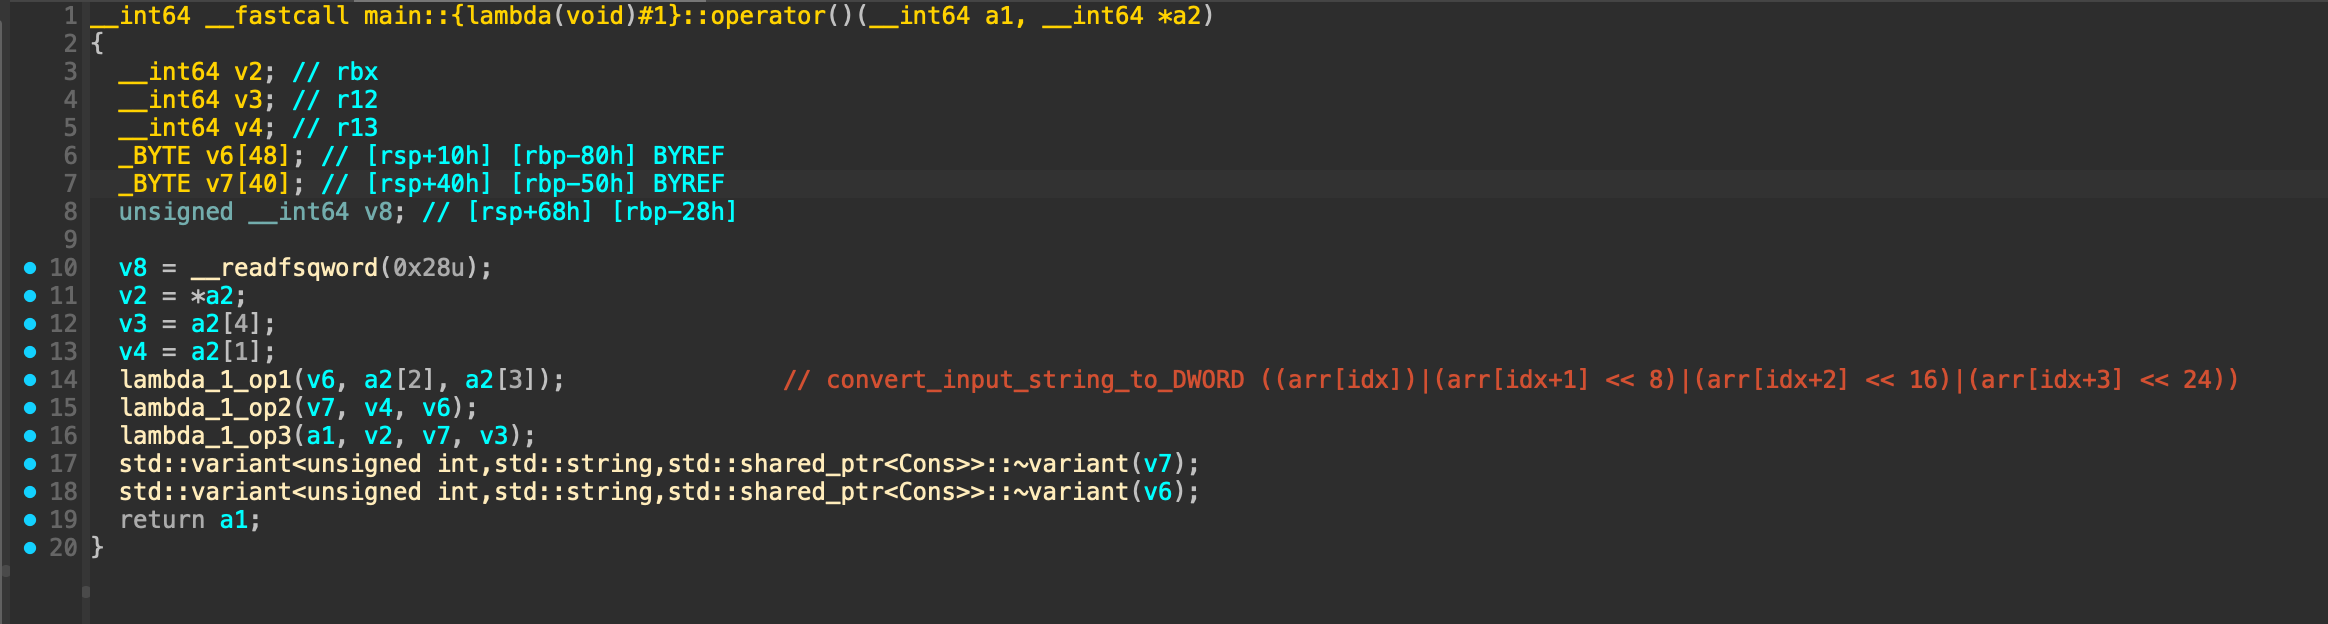 1 __int64 __fastcall main::{lambda(void)#1}::operator()(__int64 a1, __int64 *a2)
2 {
3   __int64 v2; // rbx
4   __int64 v3; // r12
5   __int64 v4; // r13
6   _BYTE v6[48]; // [rsp+10h] [rbp-80h] BYREF
7   _BYTE v7[40]; // [rsp+40h] [rbp-50h] BYREF
8   unsigned __int64 v8; // [rsp+68h] [rbp-28h]
9
10   v8 = __readfsqword(0x28u);
11   v2 = *a2;
12   v3 = a2[4];
13   v4 = a2[1];
14   lambda_1_op1(v6, a2[2], a2[3]);               // convert_input_string_to_DWORD ((arr[idx])|(arr[idx+1] << 8)|(arr[idx+2] << 16)|(arr[idx+3] << 24))
15   lambda_1_op2(v7, v4, v6);
16   lambda_1_op3(a1, v2, v7, v3);
17   std::variant<unsigned int,std::string,std::shared_ptr<Cons>>::~variant(v7);
18   std::variant<unsigned int,std::string,std::shared_ptr<Cons>>::~variant(v6);
19   return a1;
20 }